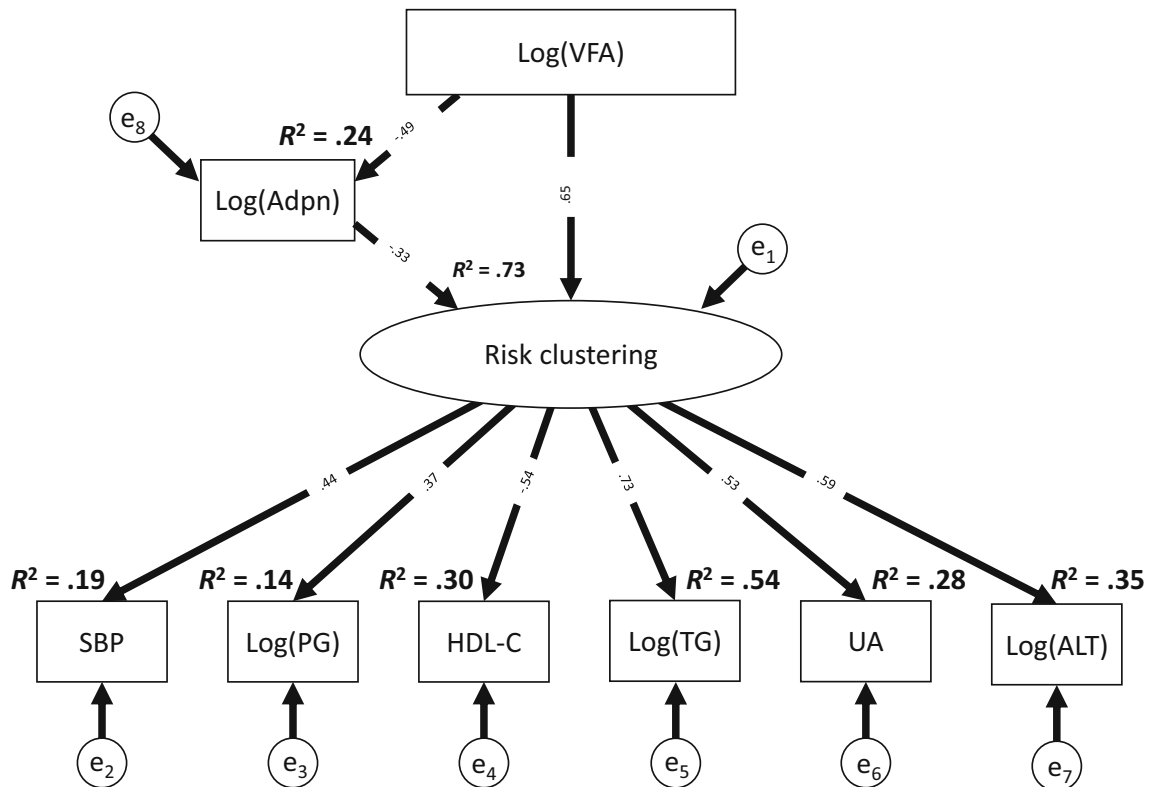 Log(VFA)
e8
R² = .24
-.49
Log(Adpn)
.65
-.33
R² = .73
e1
Risk clustering
.44
.37
-.54
.73
.53
.59
R² = .19
R² = .14
R² = .30
R² = .54
R² = .28
R² = .35
SBP
Log(PG)
HDL-C
Log(TG)
UA
Log(ALT)
e2
e3
e4
e5
e6
e7